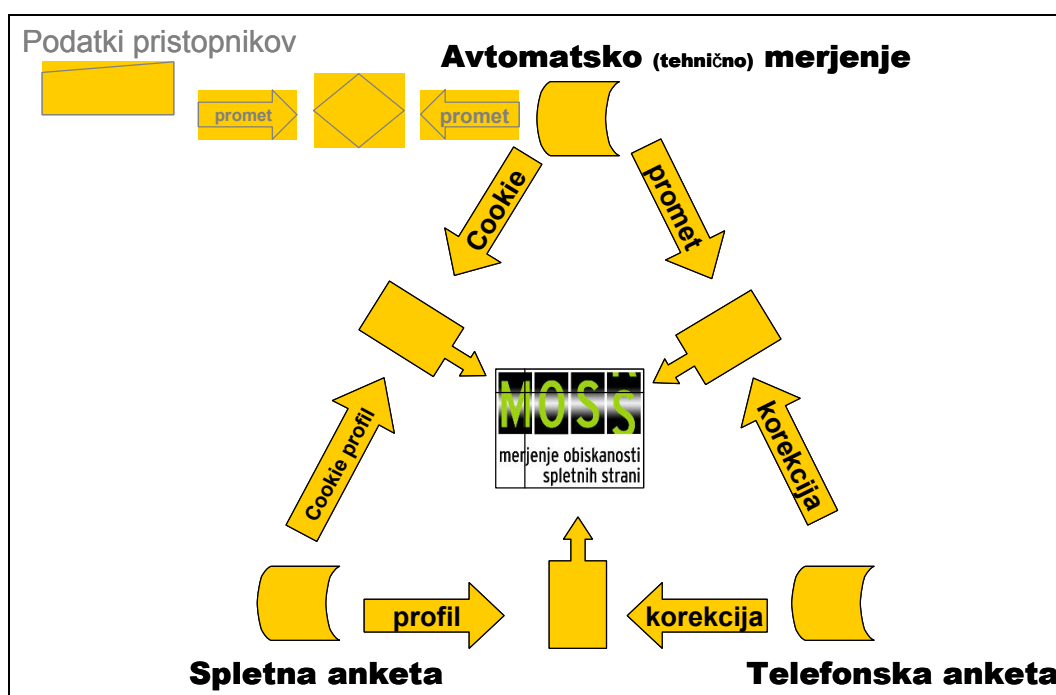 Podatki pristopnikov
Avtomatsko (tehnično) merjenje
promet
promet
Cookie
promet
MOSS
merjenje obiskanosti
spletnih strani
Cookie profil
korekcija
profil
korekcija
Spletna anketa
Telefonska anketa